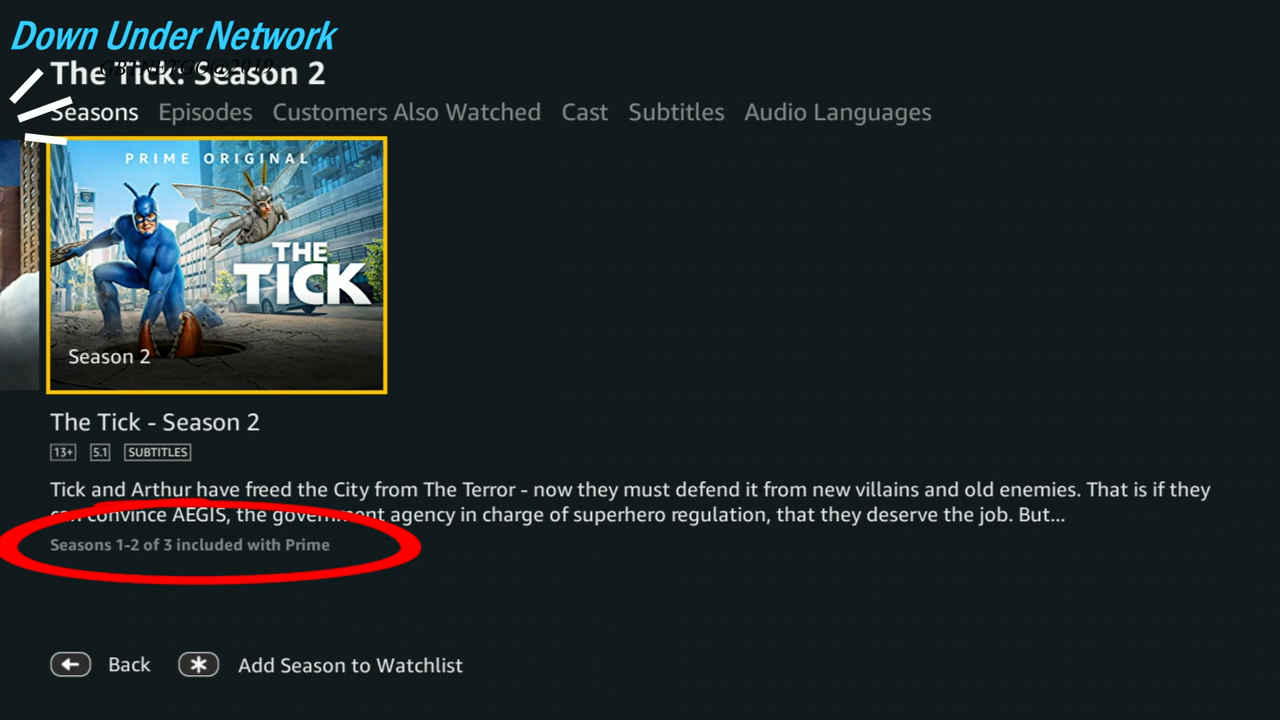 Down Under Network
GBTNETGO@2019
The Tick: Season 2
Seasons Episodes Customers Also Watched Cast Subtitles Audio Languages
PRIME ORIGINAL
THE
TICK
Season 2
The Tick - Season 2
13+ 5.1 SUBTITLES
Tick and Arthur have freed the City from The Terror - now they must defend it from new villains and old enemies. That is if they
can convince AEGIS, the government agency in charge of superhero regulation, that they deserve the job. But...
Seasons 1-2 of 3 included with Prime
Back Add Season to Watchlist